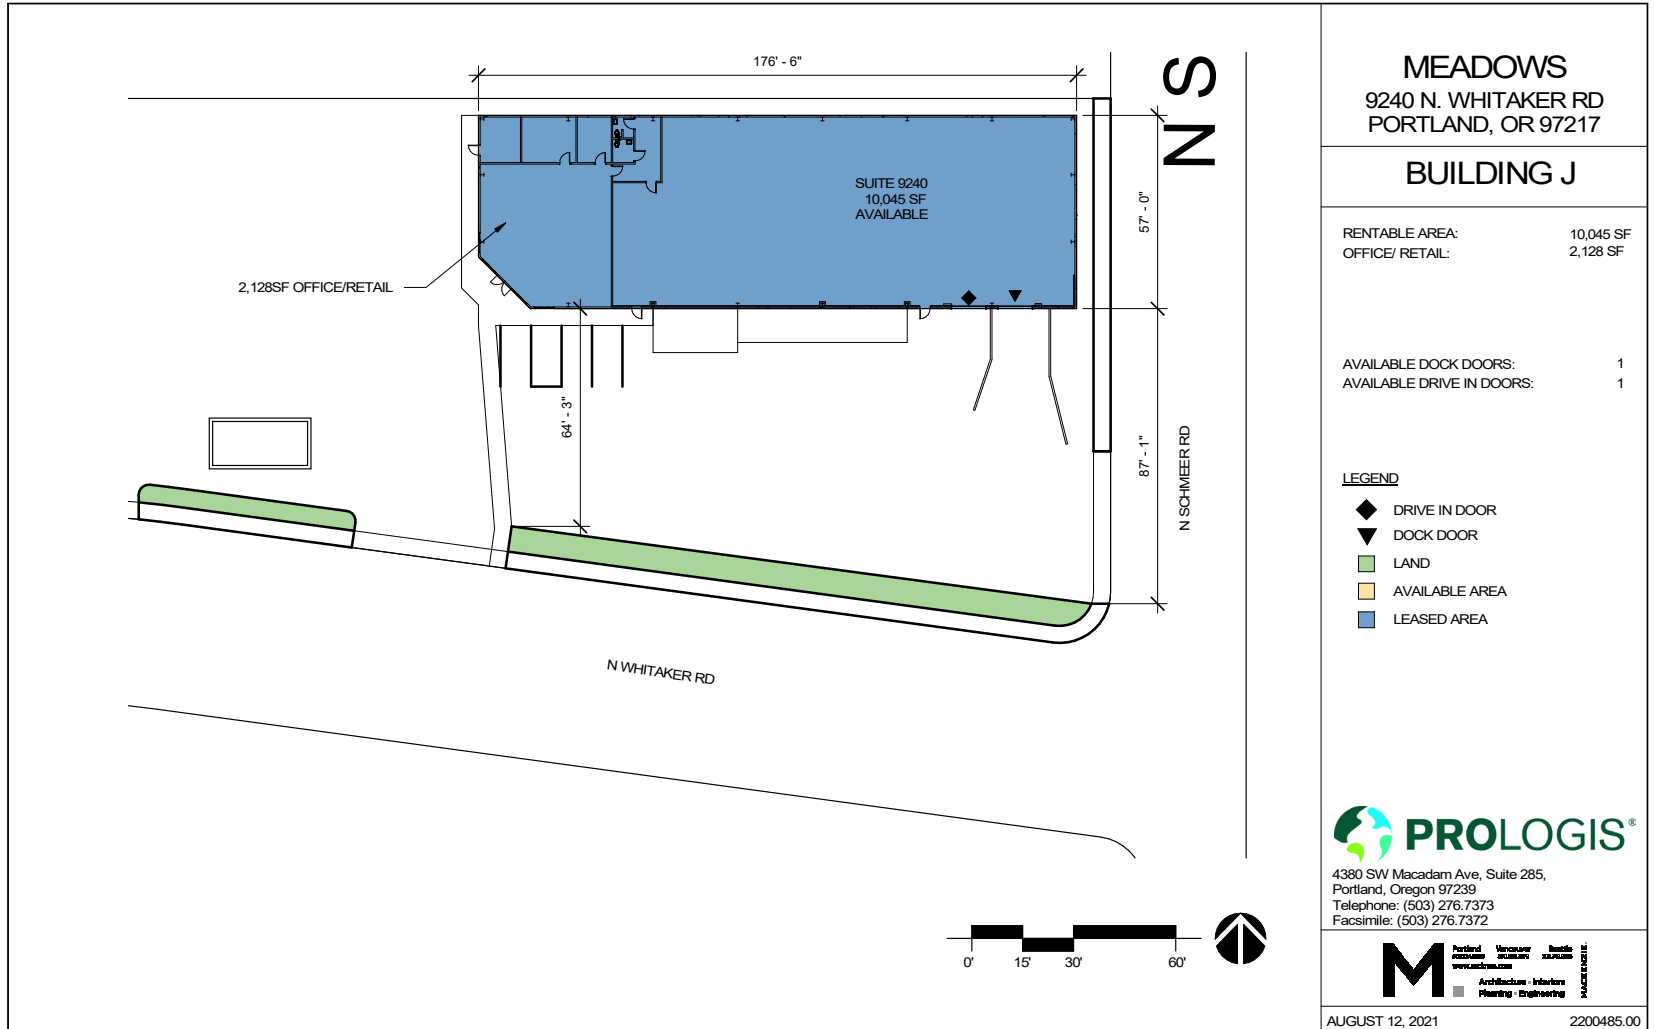 176' - 6"
N S
SUITE 9240
10,045 SF
AVAILABLE
57' - 0"
2,128SF OFFICE/RETAIL
64' - 3"
87' - 1"
N SCHMEER RD
N WHITAKER RD
0' 15' 30' 60'
MEADOWS
9240 N. WHITAKER RD
PORTLAND, OR 97217
BUILDING J
RENTABLE AREA: 10,045 SF
OFFICE/ RETAIL: 2,128 SF
AVAILABLE DOCK DOORS: 1
AVAILABLE DRIVE IN DOORS: 1
LEGEND
DRIVE IN DOOR
DOCK DOOR
LAND
AVAILABLE AREA
LEASED AREA
PROLOGIS®
4380 SW Macadam Ave, Suite 285,
Portland, Oregon 97239
Telephone: (503) 276.7373
Facsimile: (503) 276.7372
M
Portland Vancouver Seattle
Architecture - Interiors
Planning - Engineering
MACKENZIE.
AUGUST 12, 2021 2200485.00